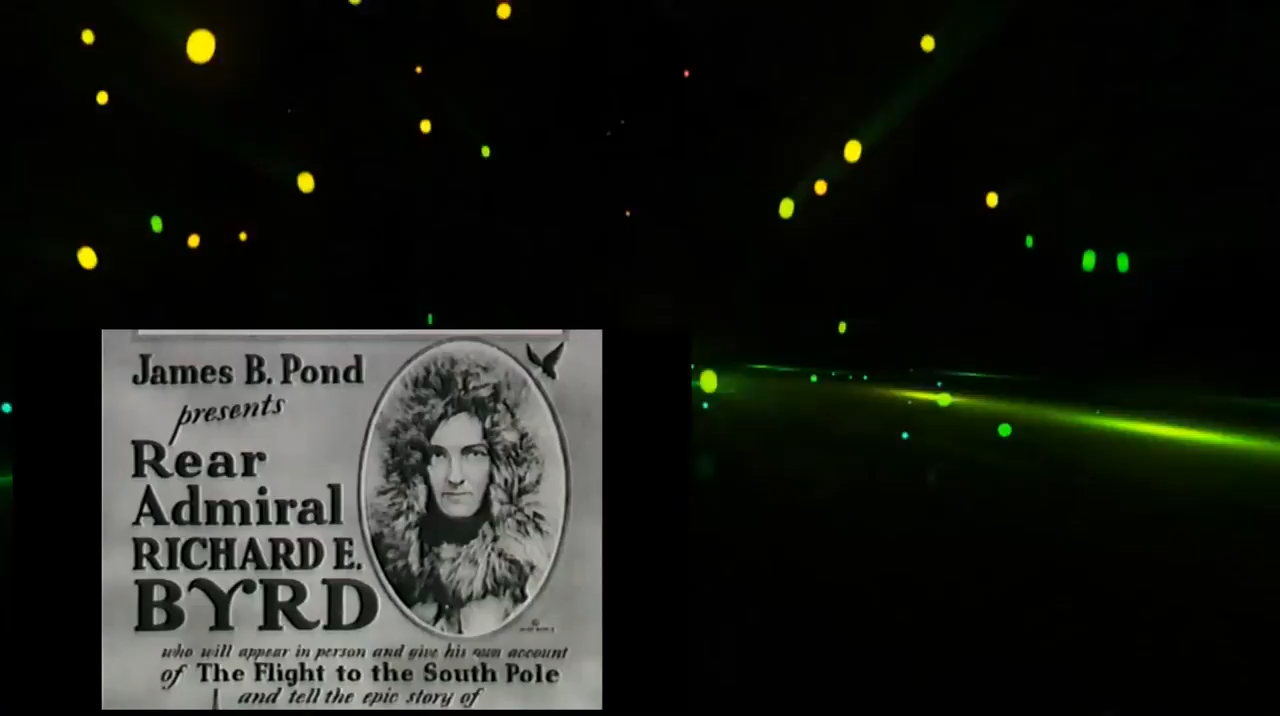 James B. Pond
presents
Rear
Admiral
RICHARD E.
BYRD
who will appear in person and give his own account
of The Flight to the South Pole
and tell the epic story of